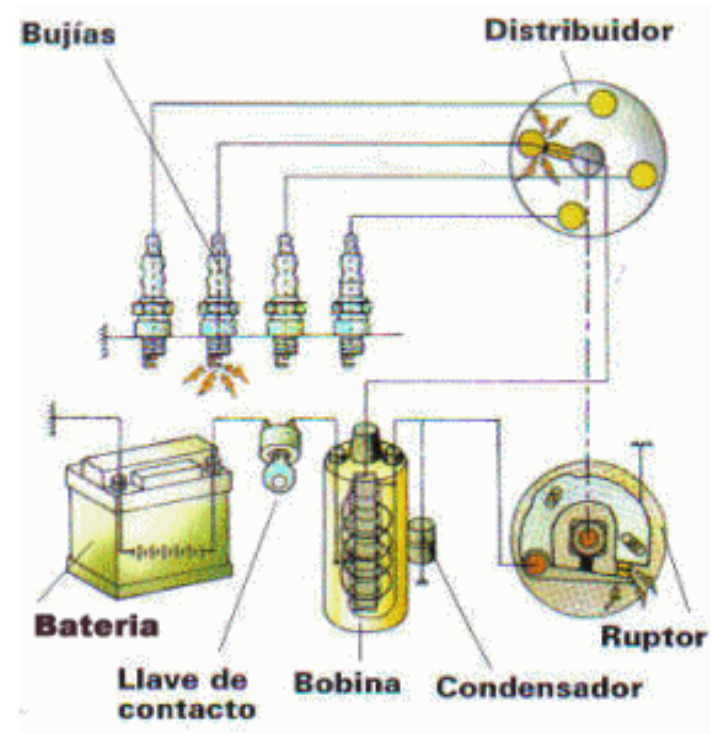 Bujías
Distribuidor
Bateria
Llave de
contacto
Bobina
Condensador
Ruptor